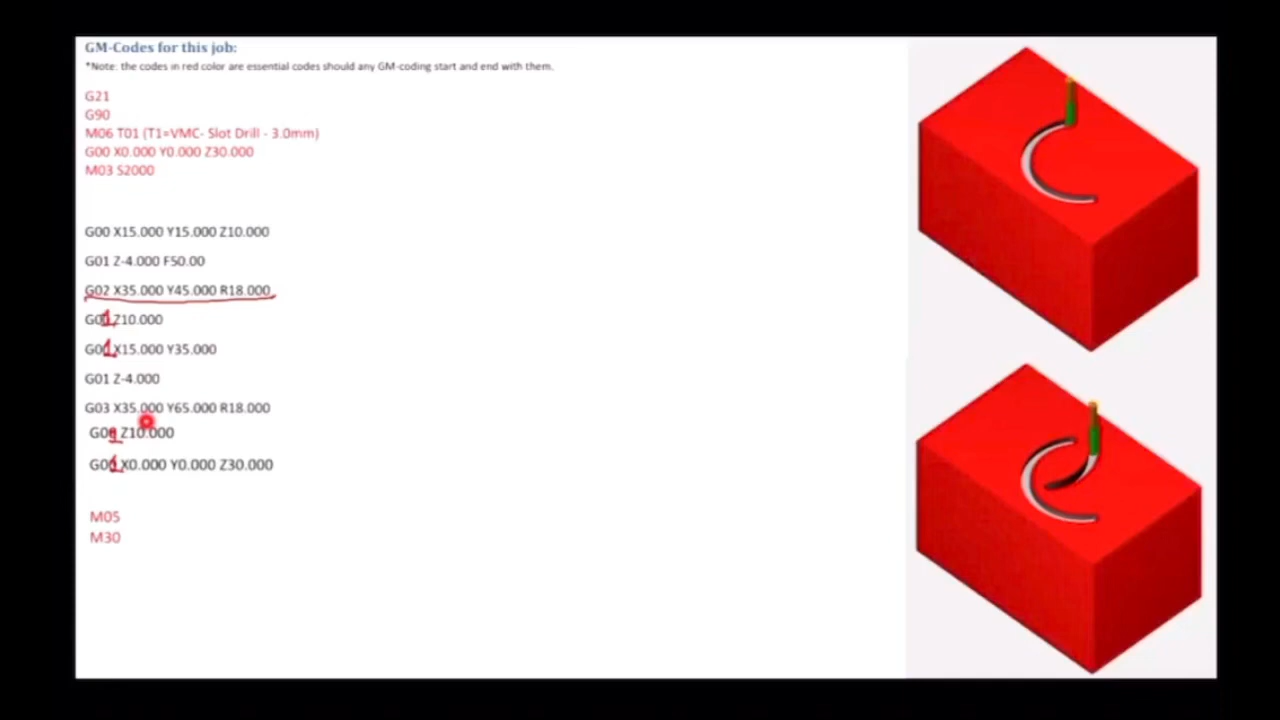 GM-Codes for this job:
*Note: the codes in red color are essential codes should any GM-coding start and end with them.
G21
G90
M06 T01 (T1=VMC- Slot Drill - 3.0mm)
G00 X0.000 Y0.000 Z30.000
M03 S2000
G00 X15.000 Y15.000 Z10.000
G01 Z-4.000 F50.00
G02 X35.000 Y45.000 R18.000
G01 Z10.000
G01 X15.000 Y35.000
G01 Z-4.000
G03 X35.000 Y65.000 R18.000
G01 Z10.000
G01 X0.000 Y0.000 Z30.000
M05
M30